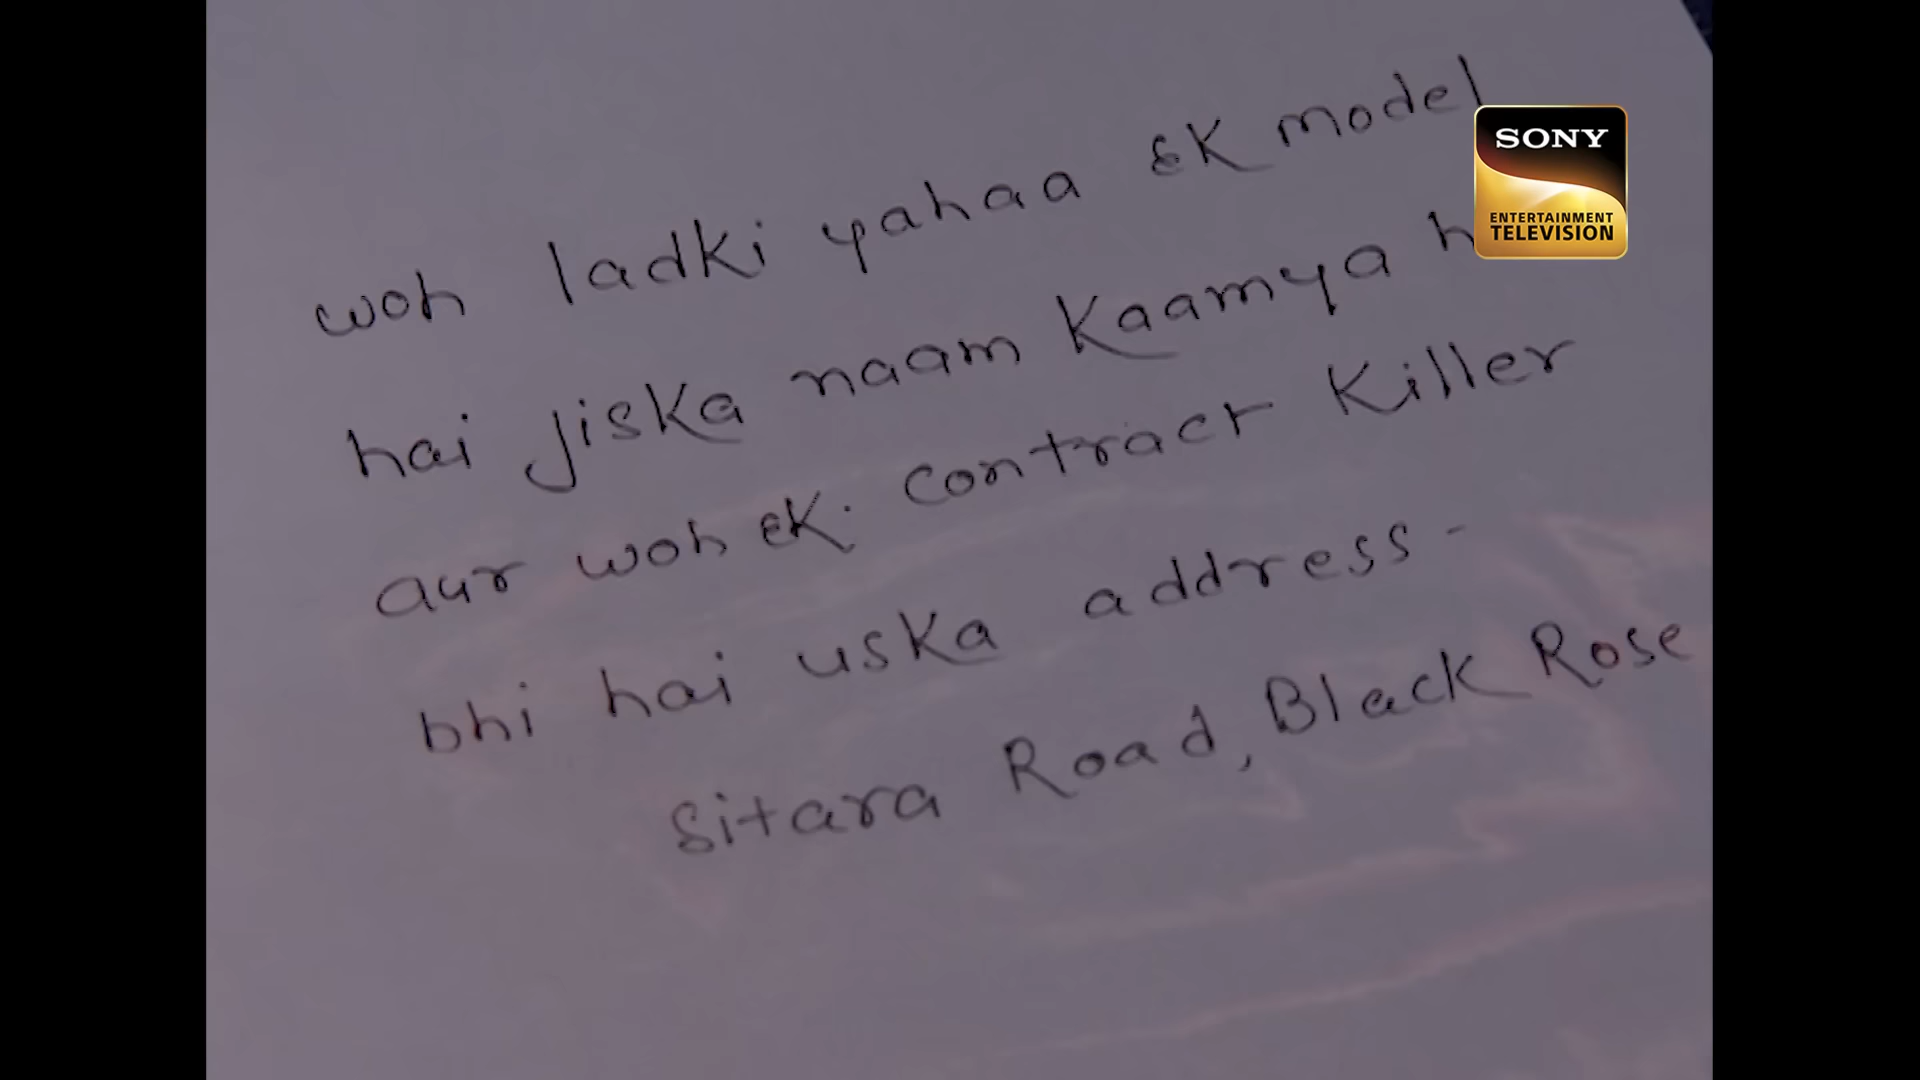 woh ladki yahaa ek model
hai jiska naam Kaamya
aur woh ek. contract killer
bhi hai uska address -
Sitara Road, Black Rose
SONY
ENTERTAINMENT
TELEVISION